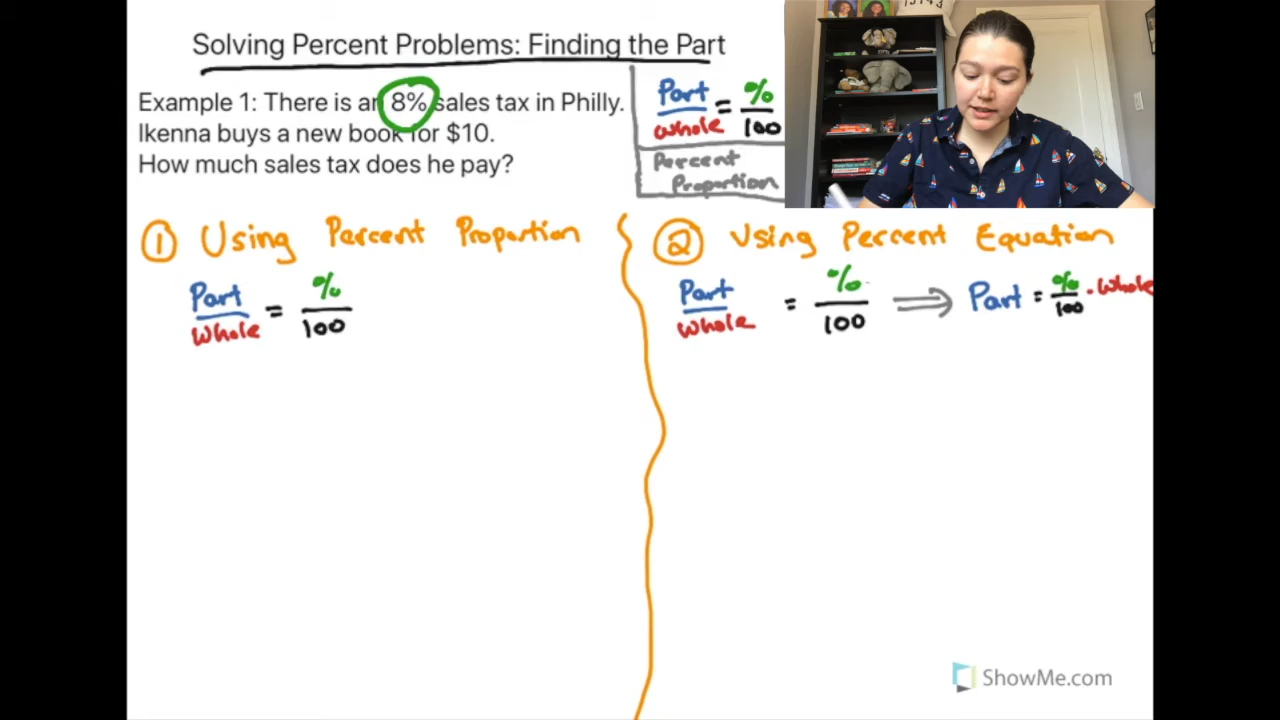 Solving Percent Problems: Finding the Part
Example 1: There is an 8% sales tax in Philly.
Ikenna buys a new book for $10.
How much sales tax does he pay?
Part = %
Whole 100
Percent
Proportion
① Using Percent Proportion
Part = %
Whole 100
② Using Percent Equation
Part = % ⇒ Part = % · Whole
Whole 100 100
ShowMe.com